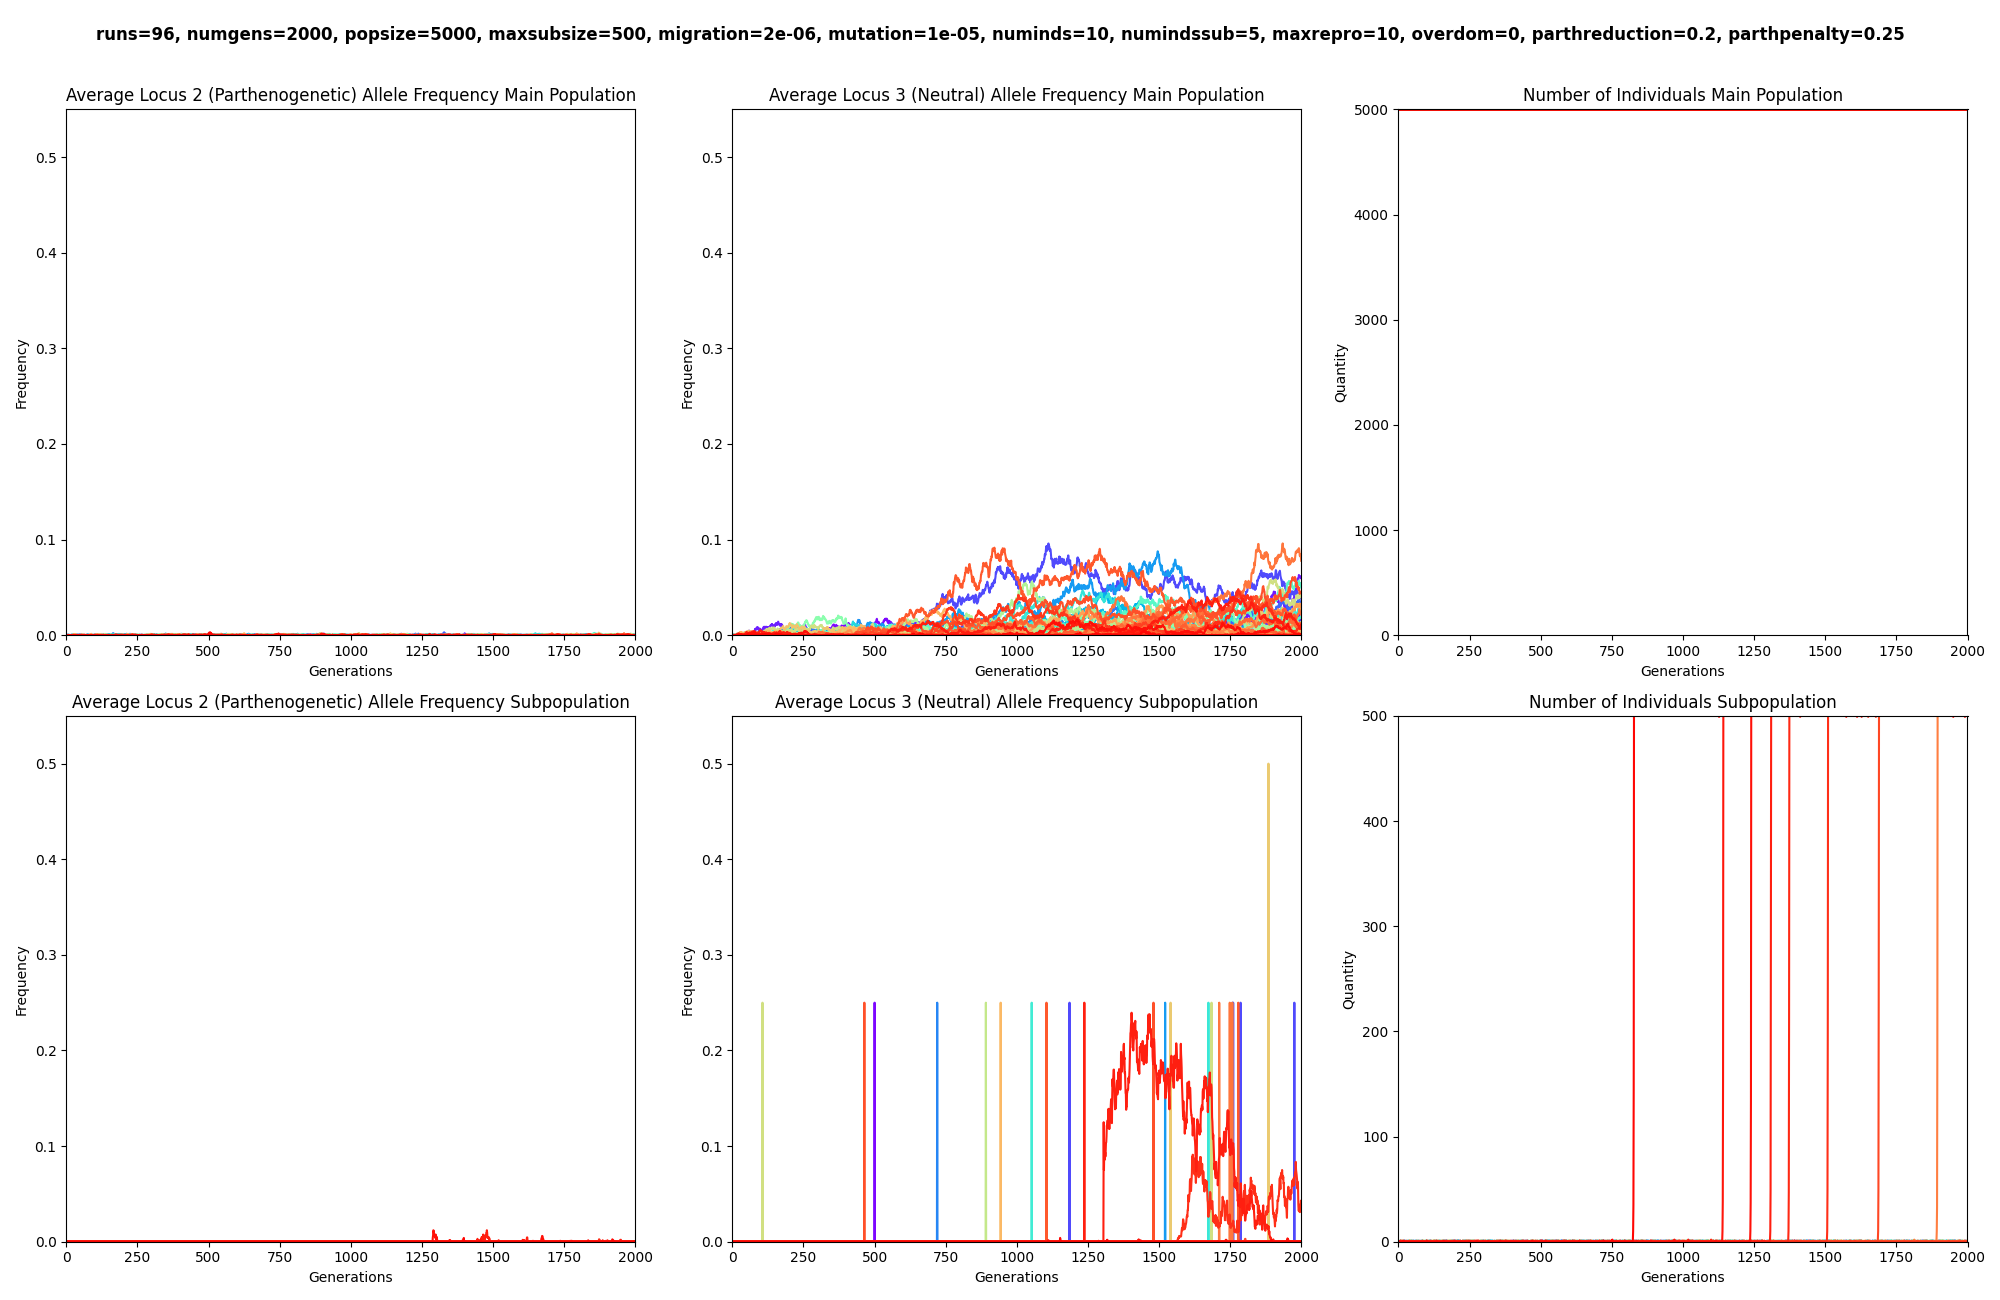 runs=96, numgens=2000, popsize=5000, maxsubsize=500, migration=2e-06, mutation=1e-05, numinds=10, numindssub=5, maxrepro=10, overdom=0, parthreduction=0.2, parthpenalty=0.25
Average Locus 2 (Parthenogenetic) Allele Frequency Main Population
Frequency
0.5
0.4
0.3
0.2
0.1
0.0
0 250 500 750 1000 1250 1500 1750 2000
Generations
Average Locus 3 (Neutral) Allele Frequency Main Population
Frequency
0.5
0.4
0.3
0.2
0.1
0.0
0 250 500 750 1000 1250 1500 1750 2000
Generations
Number of Individuals Main Population
Quantity
5000
4000
3000
2000
1000
0
0 250 500 750 1000 1250 1500 1750 2000
Generations
Average Locus 2 (Parthenogenetic) Allele Frequency Subpopulation
Frequency
0.5
0.4
0.3
0.2
0.1
0.0
0 250 500 750 1000 1250 1500 1750 2000
Generations
Average Locus 3 (Neutral) Allele Frequency Subpopulation
Frequency
0.5
0.4
0.3
0.2
0.1
0.0
0 250 500 750 1000 1250 1500 1750 2000
Generations
Number of Individuals Subpopulation
Quantity
500
400
300
200
100
0
0 250 500 750 1000 1250 1500 1750 2000
Generations